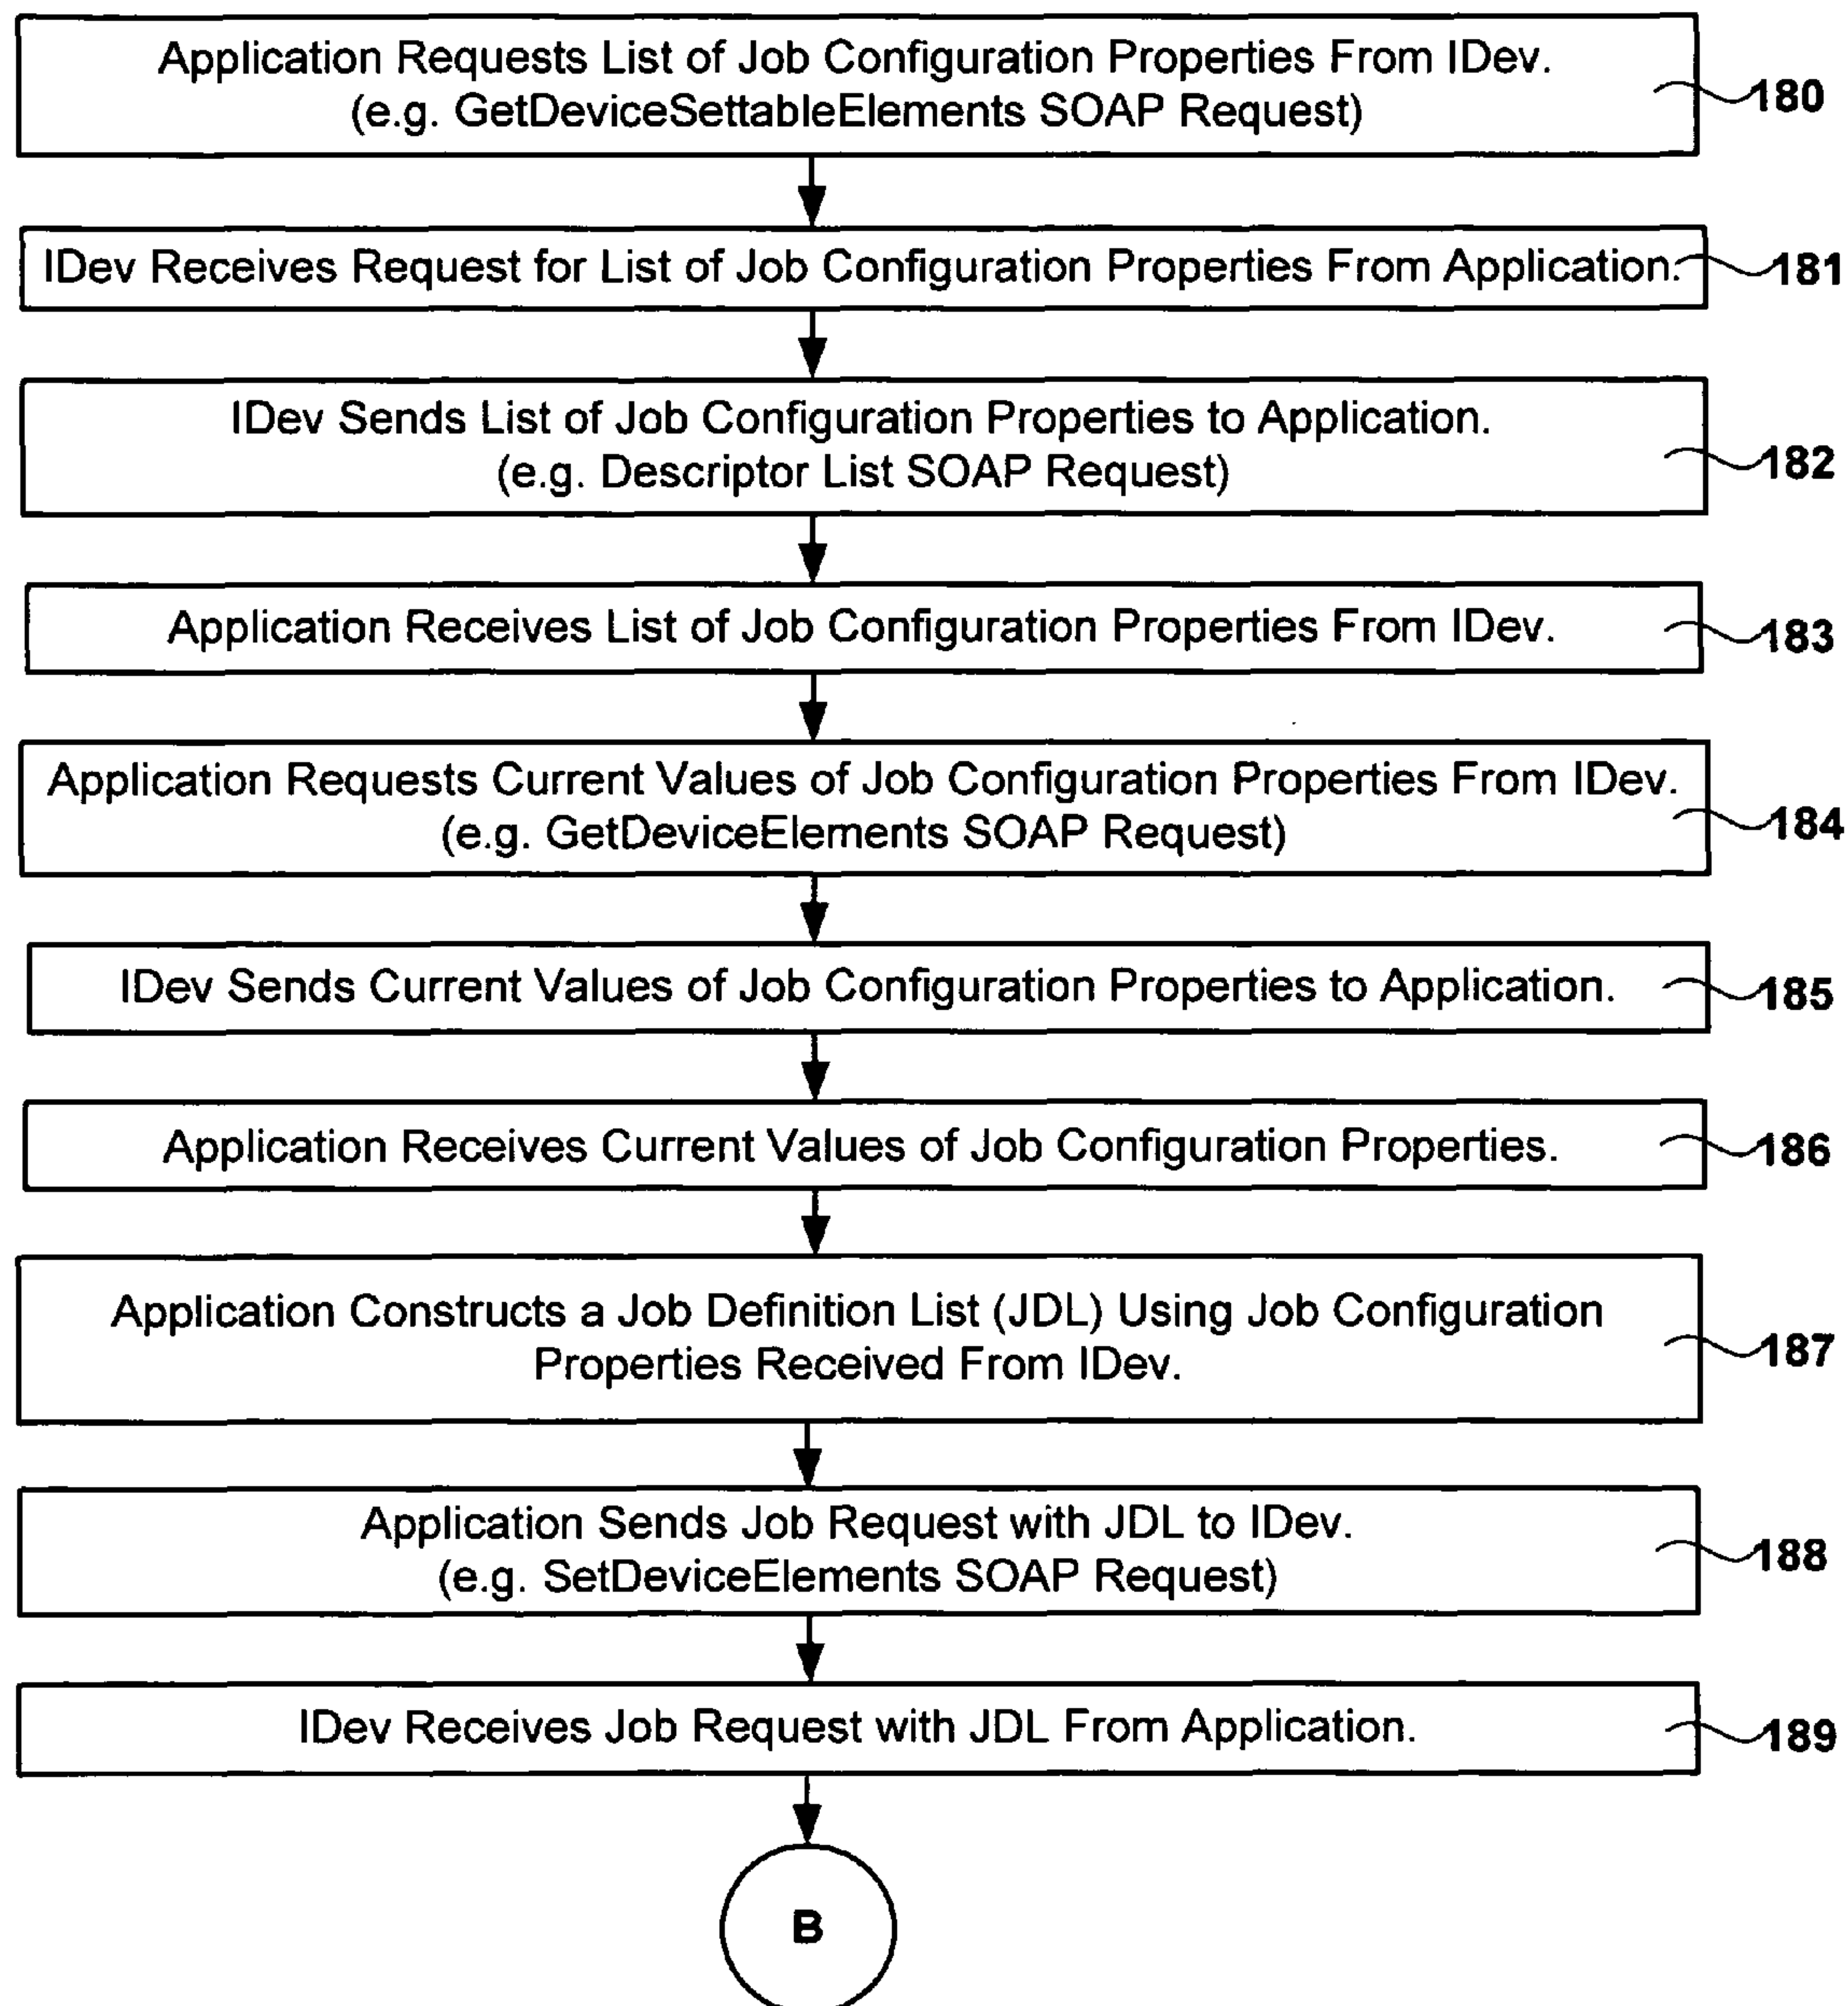 Application Requests List of Job Configuration Properties From IDev.
(e.g. GetDeviceSettableElements SOAP Request)
180
IDev Receives Request for List of Job Configuration Properties From Application.
181
IDev Sends List of Job Configuration Properties to Application.
(e.g. Descriptor List SOAP Request)
182
Application Receives List of Job Configuration Properties From IDev.
183
Application Requests Current Values of Job Configuration Properties From IDev.
(e.g. GetDeviceElements SOAP Request)
184
IDev Sends Current Values of Job Configuration Properties to Application.
185
Application Receives Current Values of Job Configuration Properties.
186
Application Constructs a Job Definition List (JDL) Using Job Configuration
Properties Received From IDev.
187
Application Sends Job Request with JDL to IDev.
(e.g. SetDeviceElements SOAP Request)
188
IDev Receives Job Request with JDL From Application.
189
B